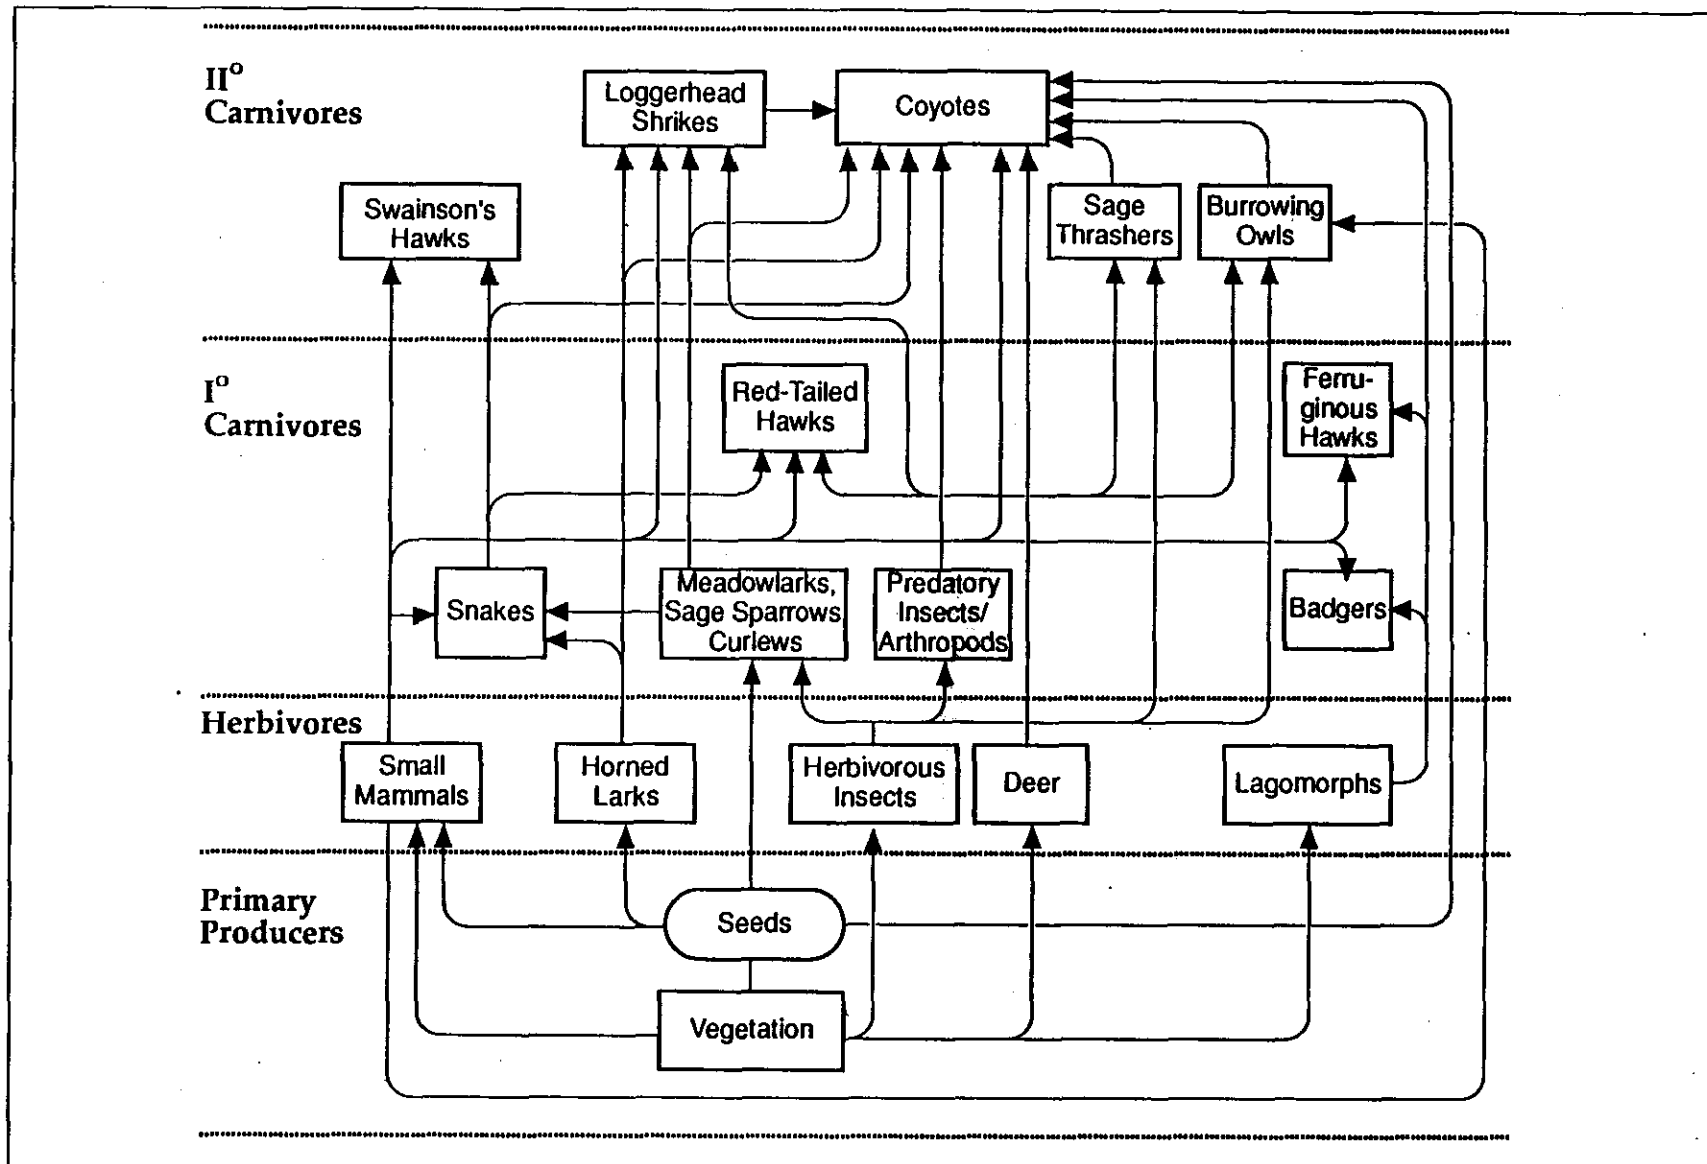 IIº
Carnivores
Loggerhead
Shrikes
Coyotes
Swainson's
Hawks
Sage
Thrashers
Burrowing
Owls
Iº
Carnivores
Red-Tailed
Hawks
Ferru-
ginous
Hawks
Snakes
Meadowlarks,
Sage Sparrows
Curlews
Predatory
Insects/
Arthropods
Badgers
Herbivores
Small
Mammals
Horned
Larks
Herbivorous
Insects
Deer
Lagomorphs
Primary
Producers
Seeds
Vegetation